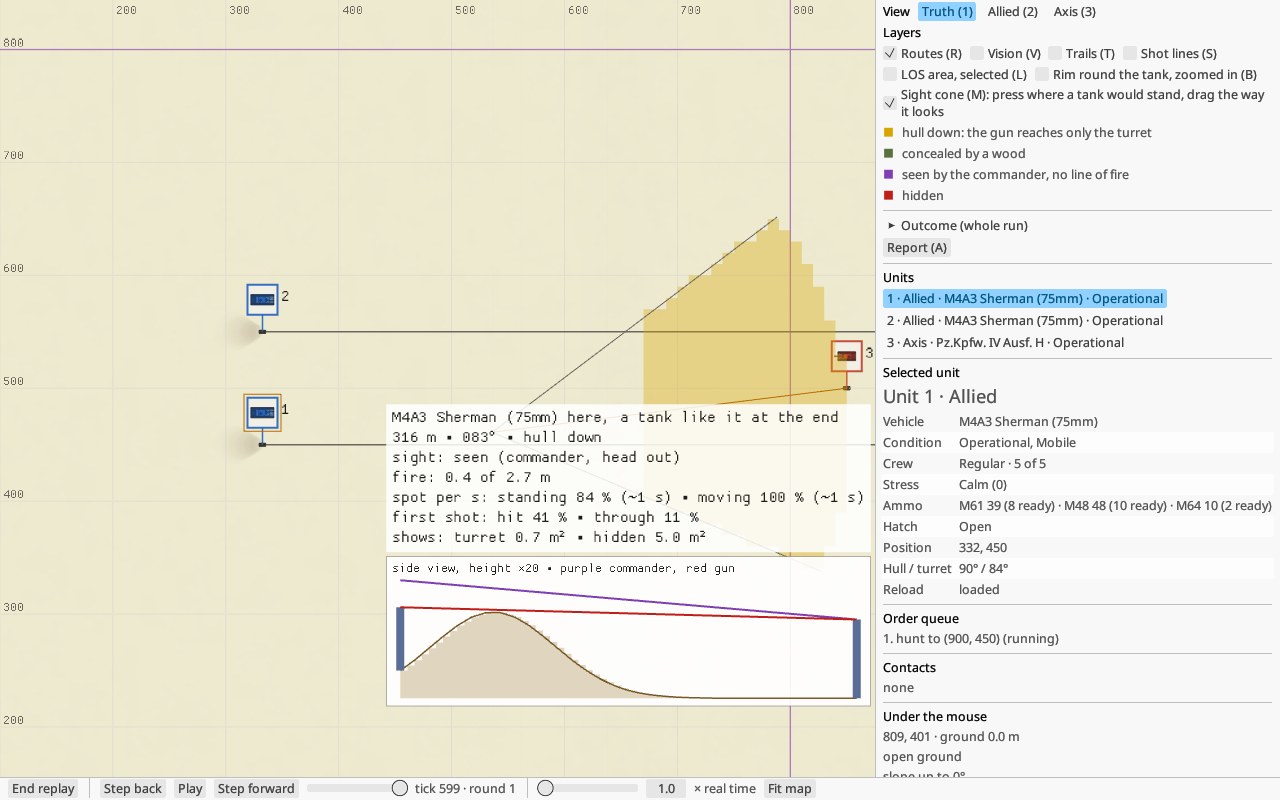 200 300 400 500 600 700 800
800
700
600
500
400
300
200
2
1
3
M4A3 Sherman (75mm) here, a tank like it at the end
316 m ▪ 083° ▪ hull down
sight: seen (commander, head out)
fire: 0.4 of 2.7 m
spot per s: standing 84 % (~1 s) ▪ moving 100 % (~1 s)
first shot: hit 41 % ▪ through 11 %
shows: turret 0.7 m² ▪ hidden 5.0 m²
side view, height ×20 ▪ purple commander, red gun
View Truth (1) Allied (2) Axis (3)
Layers
Routes (R) Vision (V) Trails (T) Shot lines (S)
LOS area, selected (L) Rim round the tank, zoomed in (B)
Sight cone (M): press where a tank would stand, drag the way
it looks
hull down: the gun reaches only the turret
concealed by a wood
seen by the commander, no line of fire
hidden
Outcome (whole run)
Report (A)
Units
1 · Allied · M4A3 Sherman (75mm) · Operational
2 · Allied · M4A3 Sherman (75mm) · Operational
3 · Axis · Pz.Kpfw. IV Ausf. H · Operational
Selected unit
Unit 1 · Allied
Vehicle M4A3 Sherman (75mm)
Condition Operational, Mobile
Crew Regular · 5 of 5
Stress Calm (0)
Ammo M61 39 (8 ready) · M48 48 (10 ready) · M64 10 (2 ready)
Hatch Open
Position 332, 450
Hull / turret 90° / 84°
Reload loaded
Order queue
1. hunt to (900, 450) (running)
Contacts
none
Under the mouse
809, 401 · ground 0.0 m
open ground
slope up to 0°
End replay Step back Play Step forward tick 599 · round 1 1.0 × real time Fit map